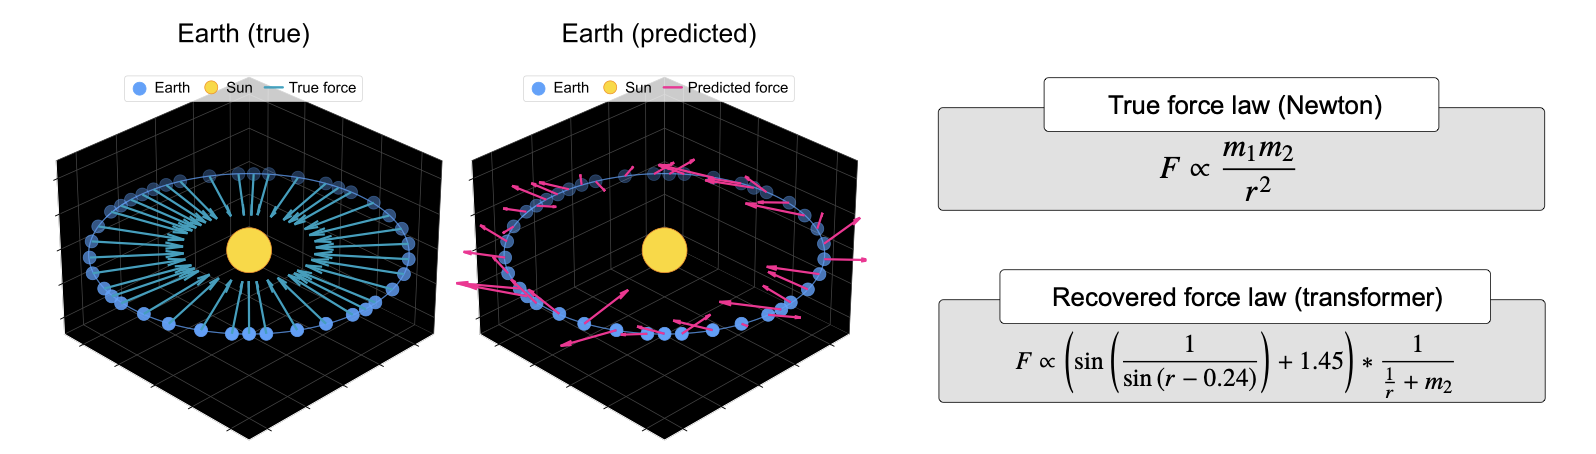 Earth (true)
Earth Sun True force
Earth (predicted)
Earth Sun Predicted force
True force law (Newton)
F ∝ m₁m₂ / r²
Recovered force law (transformer)
F ∝ (sin (1 / sin (r − 0.24)) + 1.45) * 1 / (1/r + m₂)